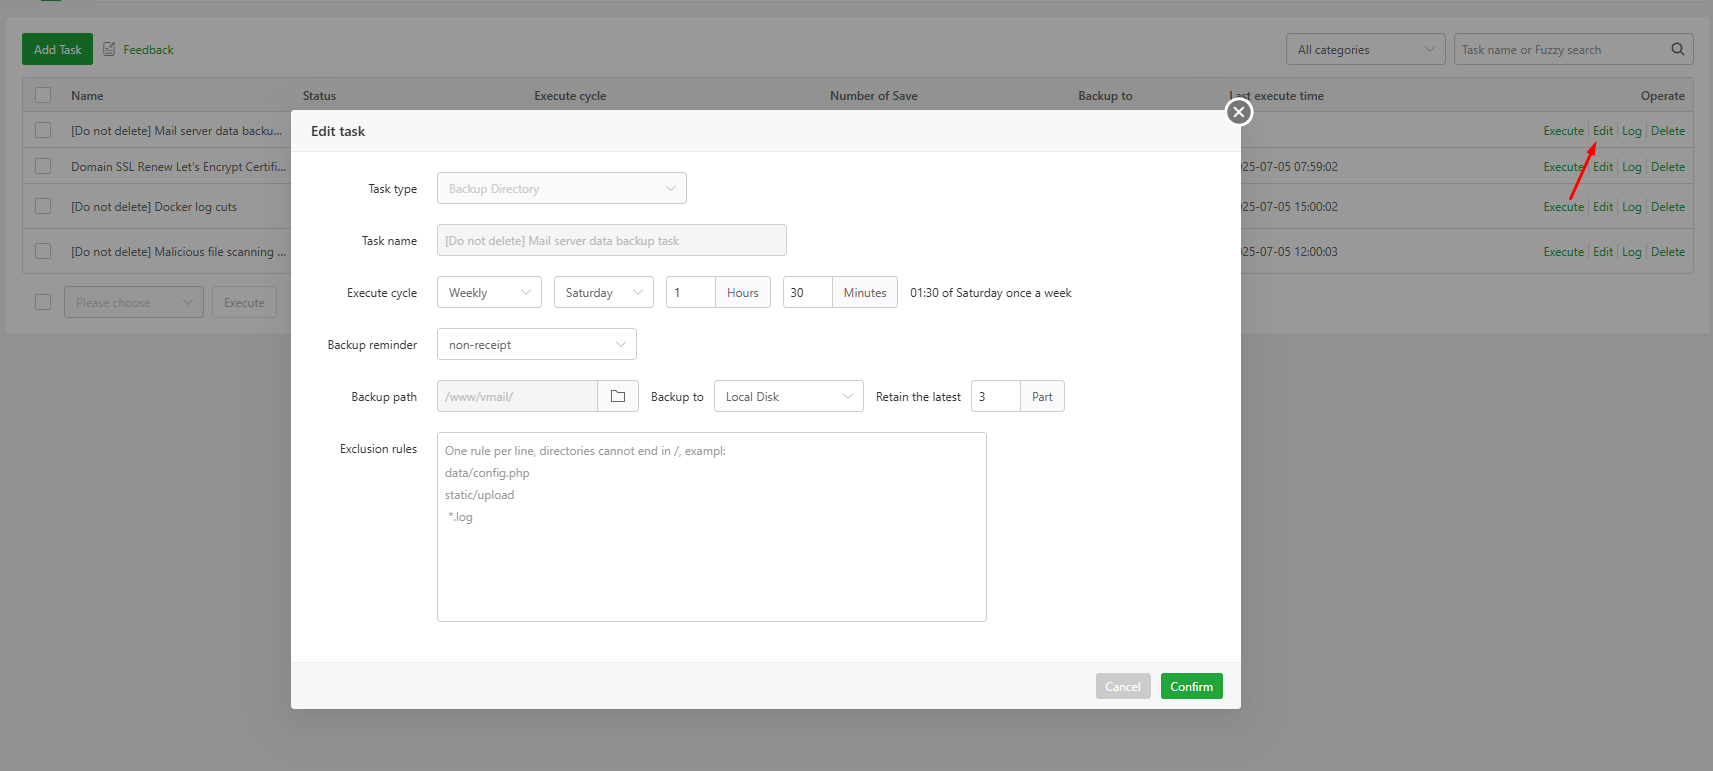 Add Task
Feedback
All categories
Task name or Fuzzy search
Name
Status
Execute cycle
Number of Save
Backup to
Last execute time
Operate
[Do not delete] Mail server data backu...
Execute Edit Log Delete
Domain SSL Renew Let's Encrypt Certifi...
025-07-05 07:59:02
Execute Edit Log Delete
[Do not delete] Docker log cuts
025-07-05 15:00:02
Execute Edit Log Delete
[Do not delete] Malicious file scanning ...
025-07-05 12:00:03
Execute Edit Log Delete
Please choose
Execute
Edit task
Task type
Backup Directory
Task name
[Do not delete] Mail server data backup task
Execute cycle
Weekly
Saturday
1 Hours
30 Minutes
01:30 of Saturday once a week
Backup reminder
non-receipt
Backup path
/www/vmail/
Backup to
Local Disk
Retain the latest
3 Part
Exclusion rules
One rule per line, directories cannot end in /, exampl:
data/config.php
static/upload
*.log
Cancel
Confirm